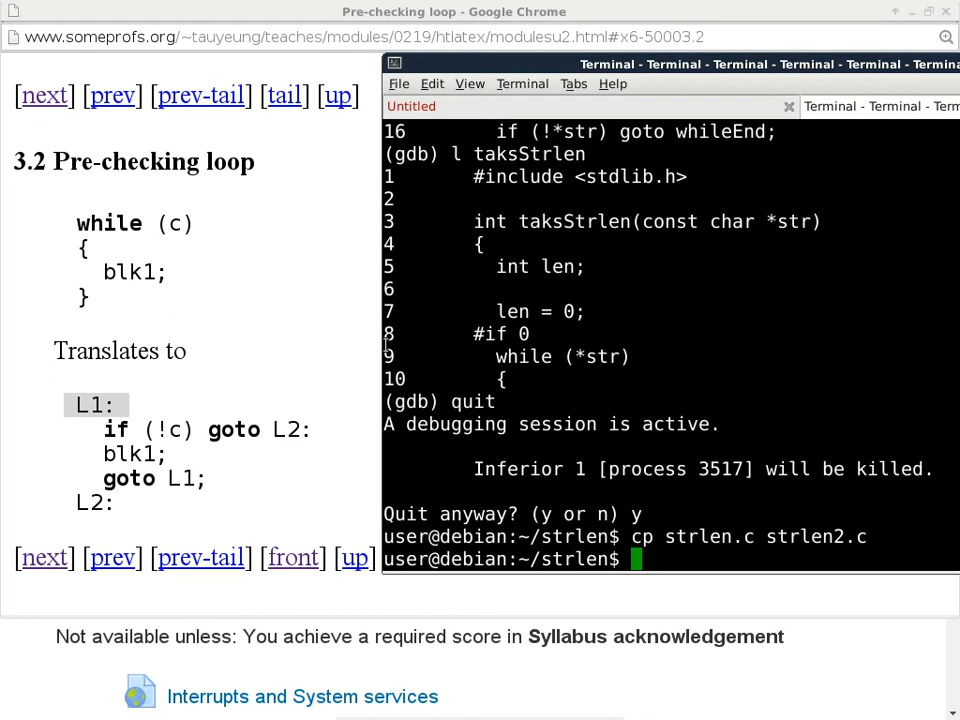 Pre-checking loop - Google Chrome
www.someprofs.org/~tauyeung/teaches/modules/0219/htlatex/modulesu2.html#x6-50003.2
[next] [prev] [prev-tail] [tail] [up]
3.2 Pre-checking loop
while (c)
{
blk1;
}
Translates to
L1:
if (!c) goto L2:
blk1;
goto L1;
L2:
[next] [prev] [prev-tail] [front] [up]
Terminal - Terminal - Terminal - Terminal - Terminal - Termin
File Edit View Terminal Tabs Help
Untitled
Terminal - Terminal - Term
16 if (!*str) goto whileEnd;
(gdb) l taksStrlen
1 #include <stdlib.h>
2
3 int taksStrlen(const char *str)
4 {
5 int len;
6
7 len = 0;
8 #if 0
9 while (*str)
10 {
(gdb) quit
A debugging session is active.
Inferior 1 [process 3517] will be killed.
Quit anyway? (y or n) y
user@debian:~/strlen$ cp strlen.c strlen2.c
user@debian:~/strlen$
Not available unless: You achieve a required score in Syllabus acknowledgement
Interrupts and System services